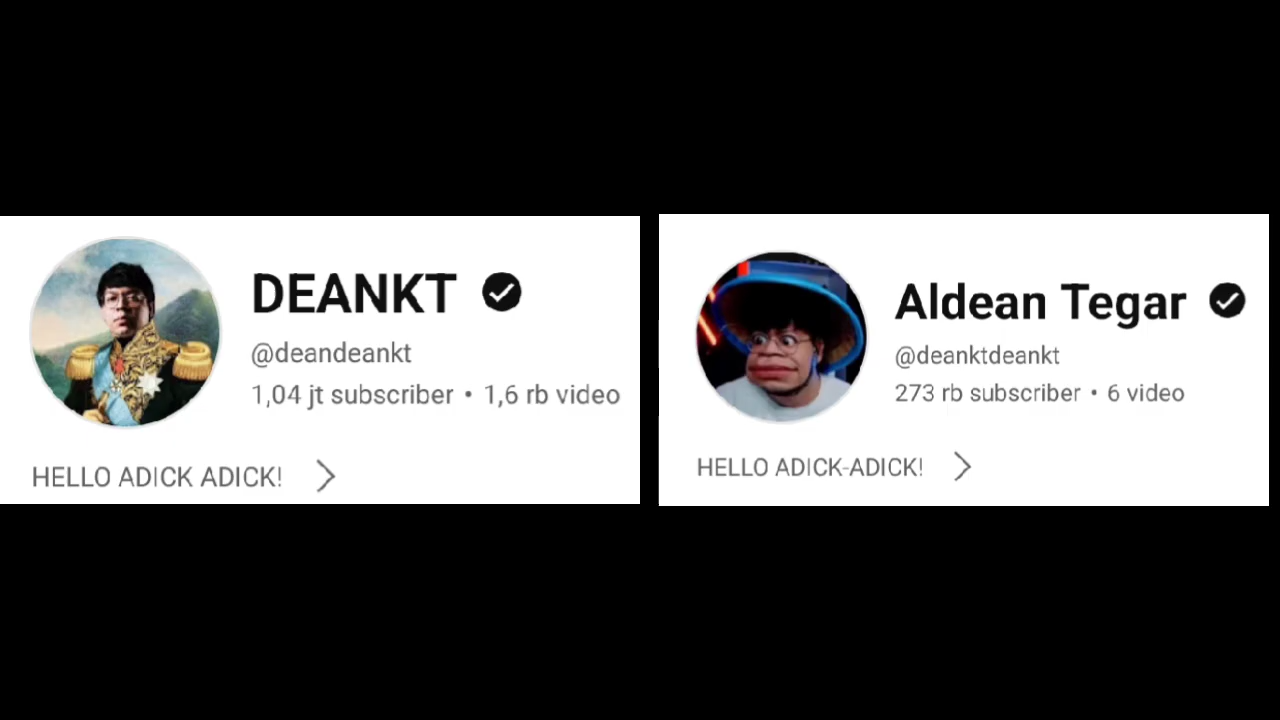 DEANKT
@deandeankt
1,04 jt subscriber • 1,6 rb video
HELLO ADICK ADICK!
Aldean Tegar
@deanktdeankt
273 rb subscriber • 6 video
HELLO ADICK-ADICK!